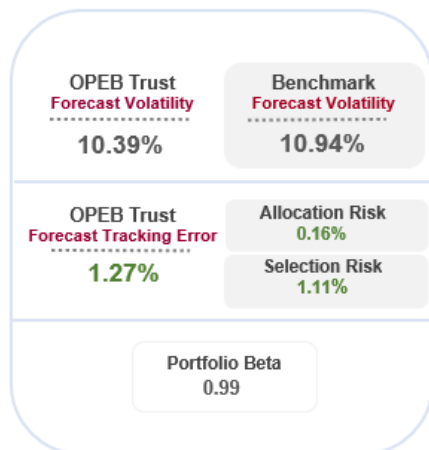 OPEB Trust
Forecast Volatility
10.39%
Benchmark
Forecast Volatility
10.94%
OPEB Trust
Forecast Tracking Error
1.27%
Allocation Risk
0.16%
Selection Risk
1.11%
Portfolio Beta
0.99